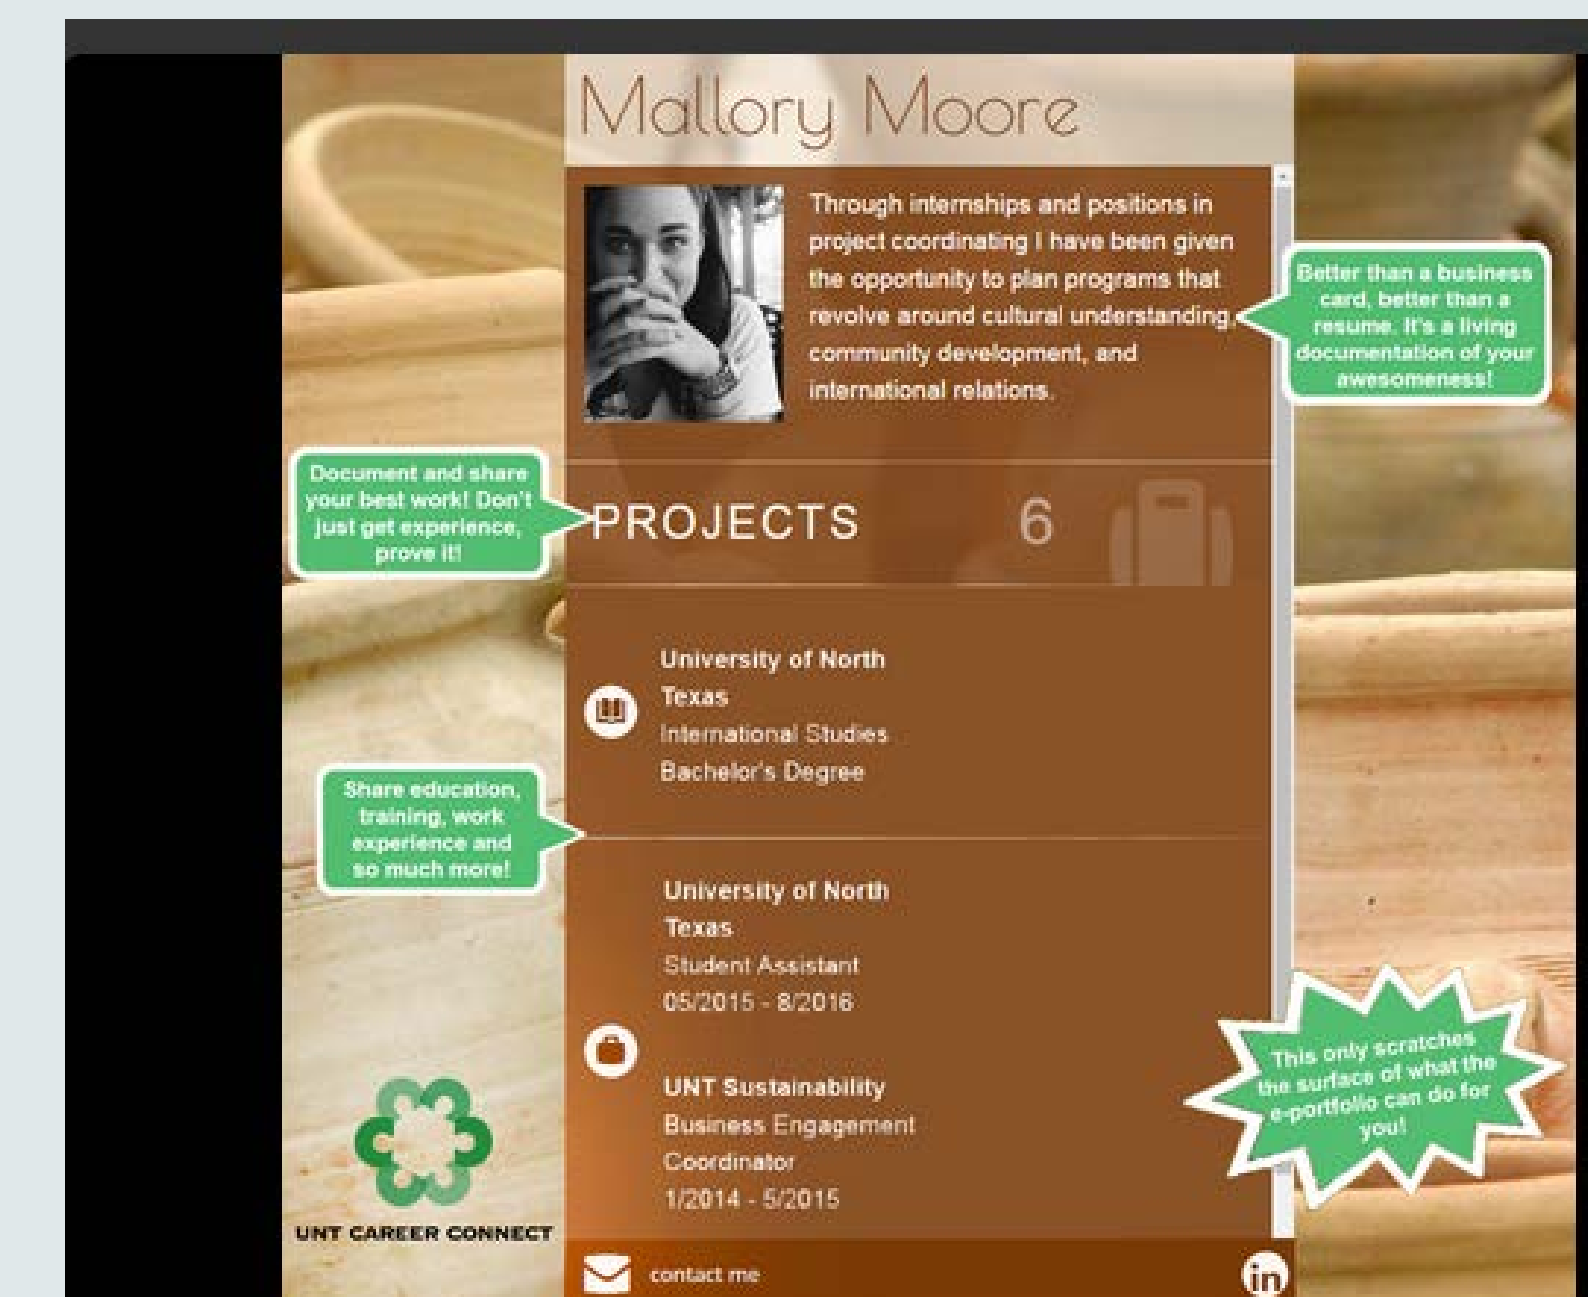 Mallory Moore
Through internships and positions in
project coordinating I have been given
the opportunity to plan programs that
revolve around cultural understanding,
community development, and
international relations.
Better than a business
card, better than a
resume. It's a living
documentation of your
awesomeness!
Document and share
your best work! Don't
just get experience,
prove it!
PROJECTS 6
University of North
Texas
International Studies
Bachelor's Degree
Share education,
training, work
experience and
so much more!
University of North
Texas
Student Assistant
05/2015 - 8/2016
UNT Sustainability
Business Engagement
Coordinator
1/2014 - 5/2015
This only scratches
the surface of what the
e-portfolio can do for
you!
UNT CAREER CONNECT
contact me
in